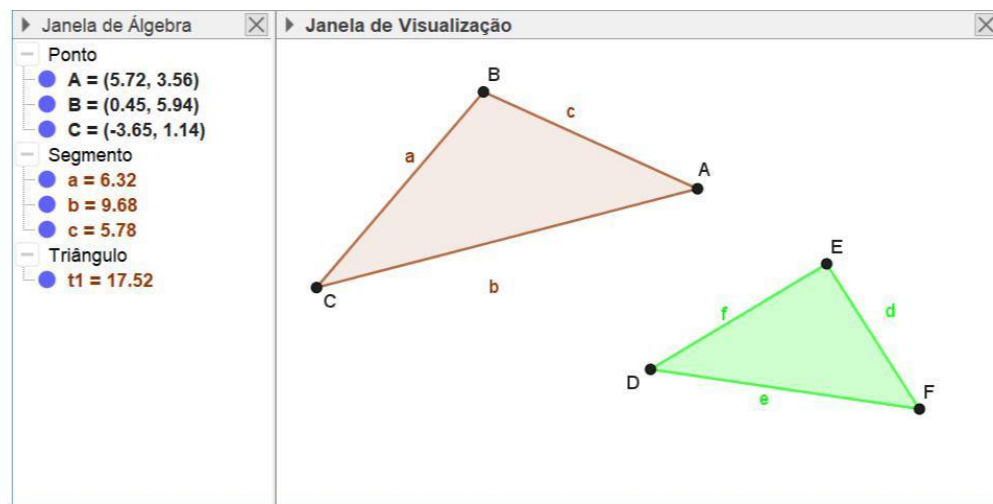 Janela de Álgebra
Ponto
A = (5.72, 3.56)
B = (0.45, 5.94)
C = (-3.65, 1.14)
Segmento
a = 6.32
b = 9.68
c = 5.78
Triângulo
t1 = 17.52
Janela de Visualização
B
c
a
A
C
b
E
f
d
D
e
F